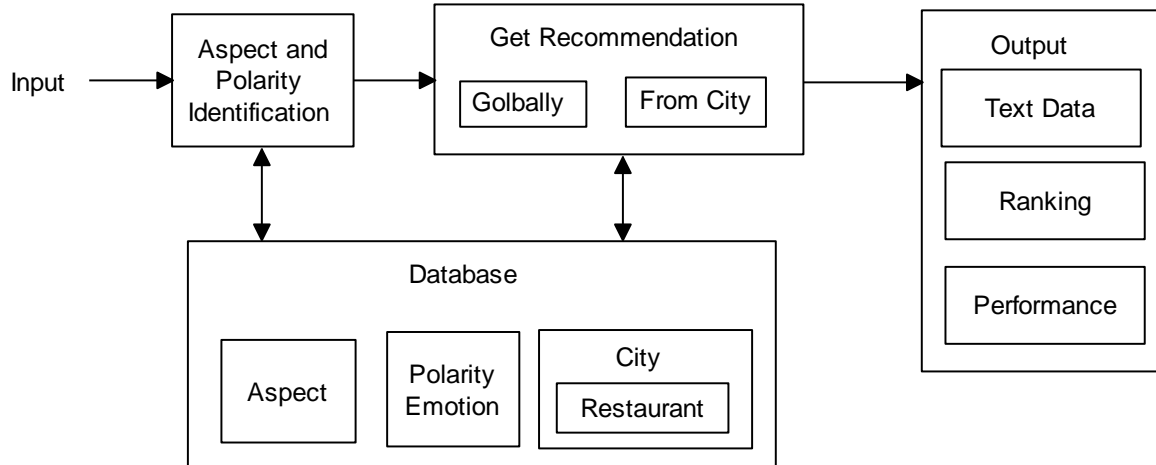 Input
Aspect and
Polarity
Identification
Get Recommendation
Golbally
From City
Output
Text Data
Ranking
Performance
Database
Aspect
Polarity
Emotion
City
Restaurant